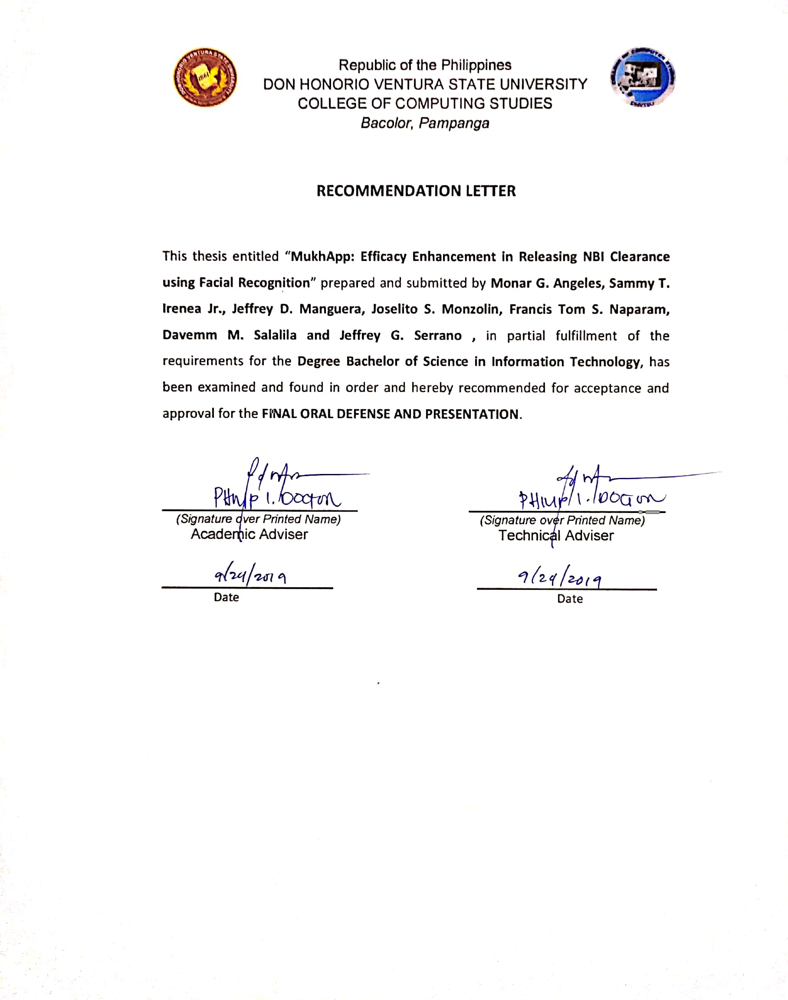 Republic of the Philippines
DON HONORIO VENTURA STATE UNIVERSITY
COLLEGE OF COMPUTING STUDIES
Bacolor, Pampanga
1861
DHVTSU
RECOMMENDATION LETTER
This thesis entitled “MukhApp: Efficacy Enhancement in Releasing NBI Clearance
using Facial Recognition” prepared and submitted by Monar G. Angeles, Sammy T.
Irenea Jr., Jeffrey D. Manguera, Joselito S. Monzolin, Francis Tom S. Naparam,
Davemm M. Salalila and Jeffrey G. Serrano , in partial fulfillment of the
requirements for the Degree Bachelor of Science in Information Technology, has
been examined and found in order and hereby recommended for acceptance and
approval for the FINAL ORAL DEFENSE AND PRESENTATION.
PHILIP I.
(Signature over Printed Name)
Academic Adviser
9/24/2019
Date
PHILIP I.
(Signature over Printed Name)
Technical Adviser
9/24/2019
Date